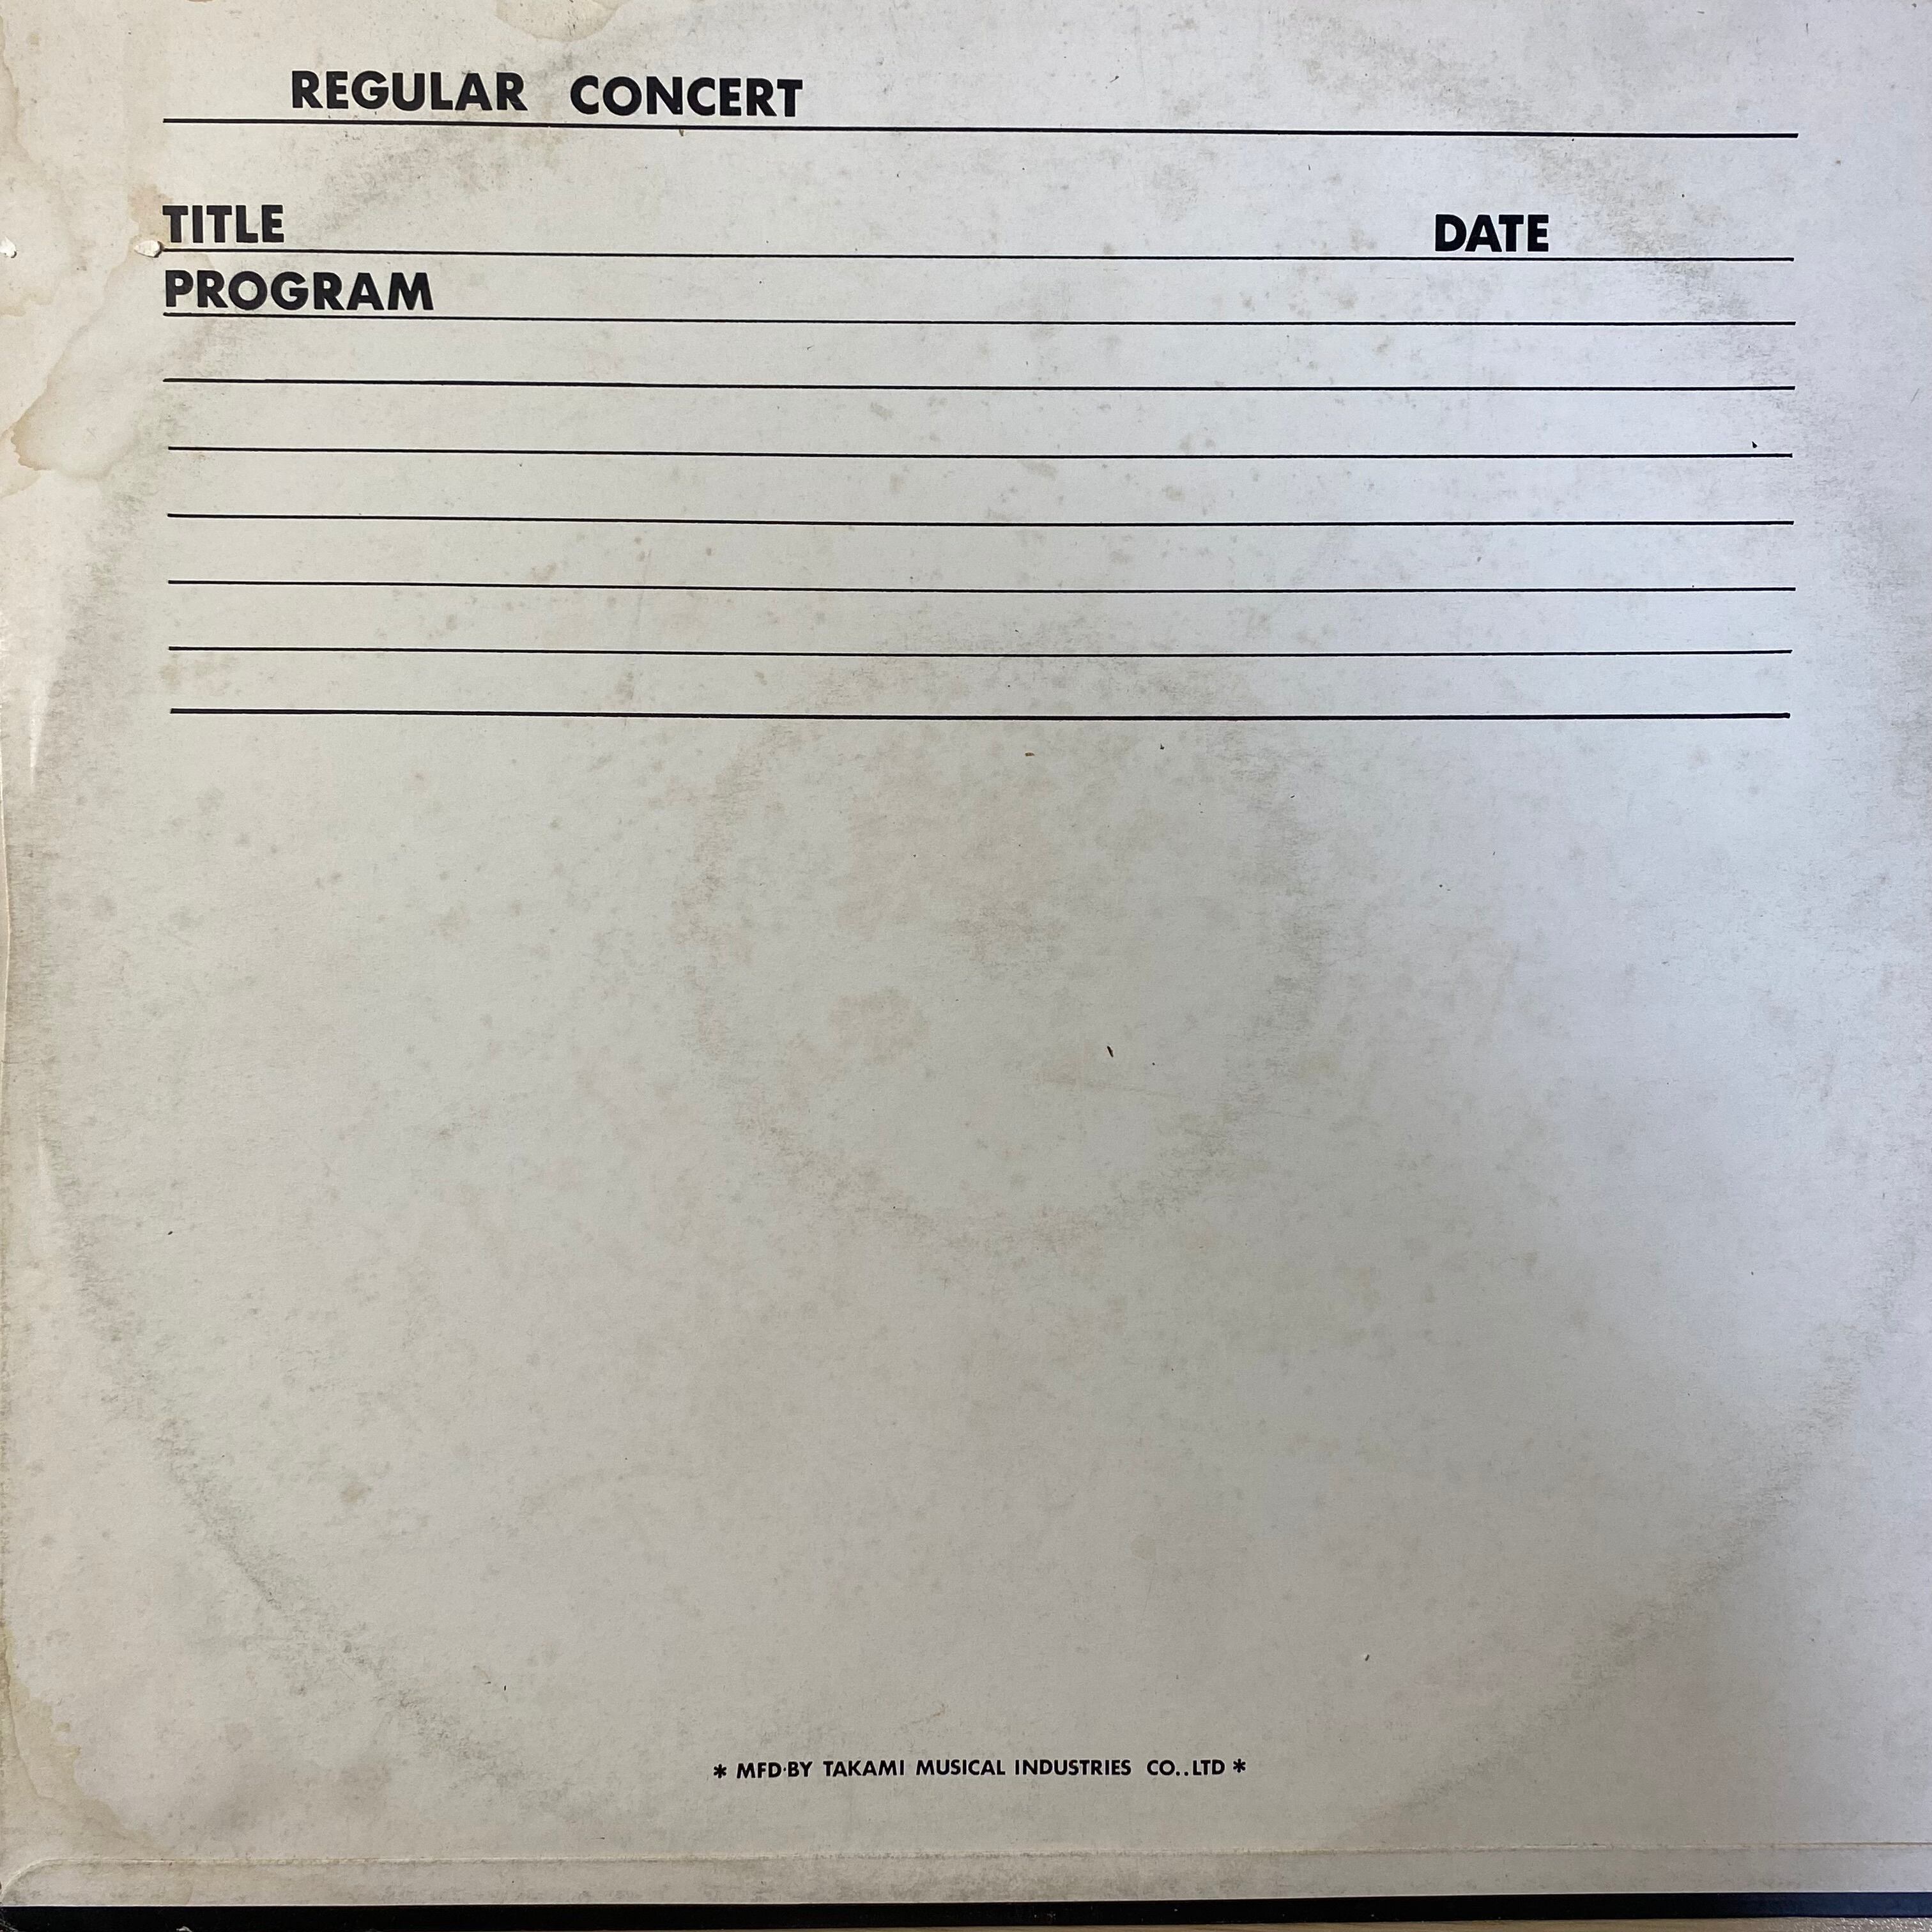 REGULAR CONCERT
TITLE DATE
PROGRAM
* MFD·BY TAKAMI MUSICAL INDUSTRIES CO..LTD *